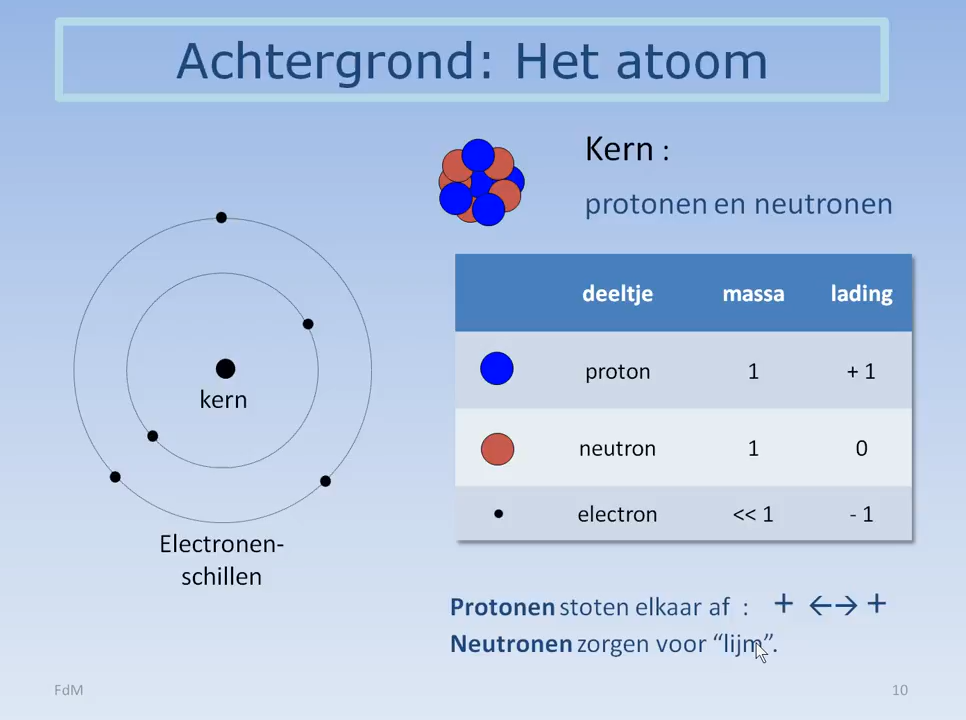 Achtergrond: Het atoom
Kern :
protonen en neutronen
kern
Electronen-
schillen
deeltje massa lading
proton 1 + 1
neutron 1 0
electron << 1 - 1
Protonen stoten elkaar af : + ←→ +
Neutronen zorgen voor “lijm”.
FdM 10